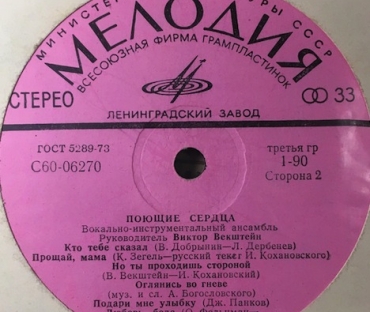 МИНИСТЕ УРЫ СССР
МЕЛОДИЯ
ВСЕСОЮЗНАЯ ФИРМА ГРАМПЛАСТИНОК
СТЕРЕО 33
ЛЕНИНГРАДСКИЙ ЗАВОД
ГОСТ 5289-73 третья гр
С60-06270 1-90
Сторона 2
ПОЮЩИЕ СЕРДЦА
Вокально-инструментальный ансамбль
Руководитель Виктор Векштейн
Кто тебе сказал (В. Добрынин—Л. Дербенев)
Прощай, мама (К. Зегель—русский текст И. Кохановского)
Но ты проходишь стороной
(В. Векштейн—И. Кохановский)
Оглянись во гневе
(муз. и сл. А. Богословского)
Подари мне улыбку (Дж. Папков)